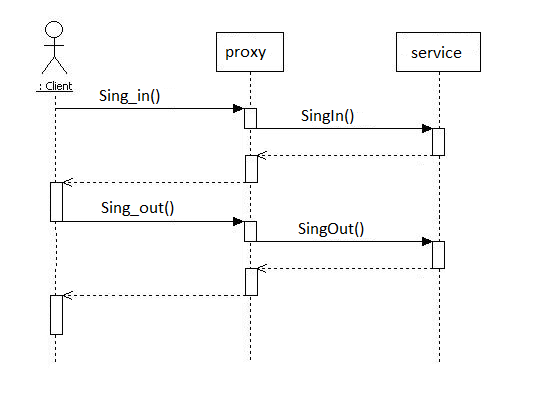 proxy
service
: Client
Sing_in()
SingIn()
Sing_out()
SingOut()